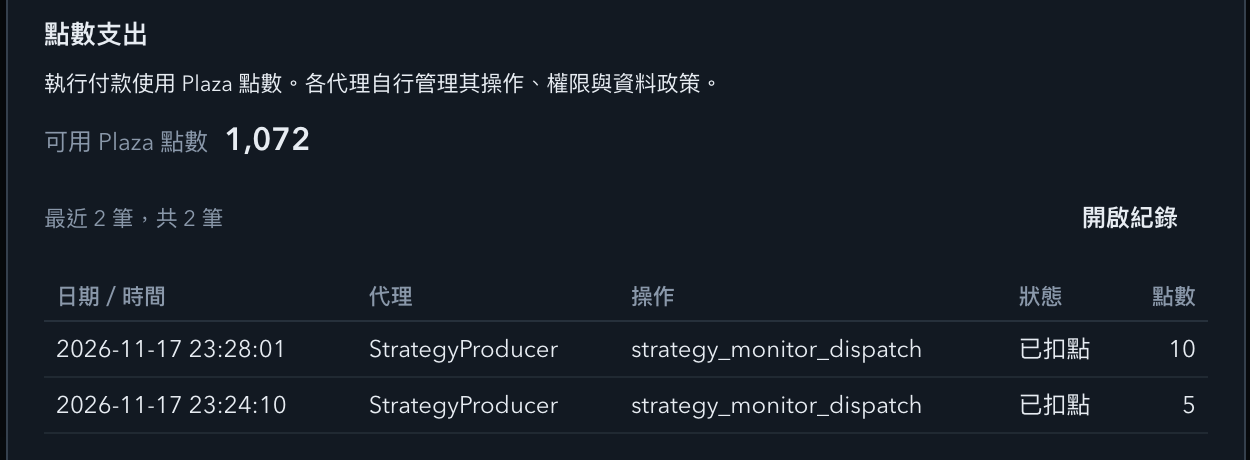 點數支出
執行付款使用 Plaza 點數。各代理自行管理其操作、權限與資料政策。
可用 Plaza 點數 1,072
最近 2 筆，共 2 筆 開啟紀錄
日期 / 時間 代理 操作 狀態 點數
2026-11-17 23:28:01 StrategyProducer strategy_monitor_dispatch 已扣點 10
2026-11-17 23:24:10 StrategyProducer strategy_monitor_dispatch 已扣點 5